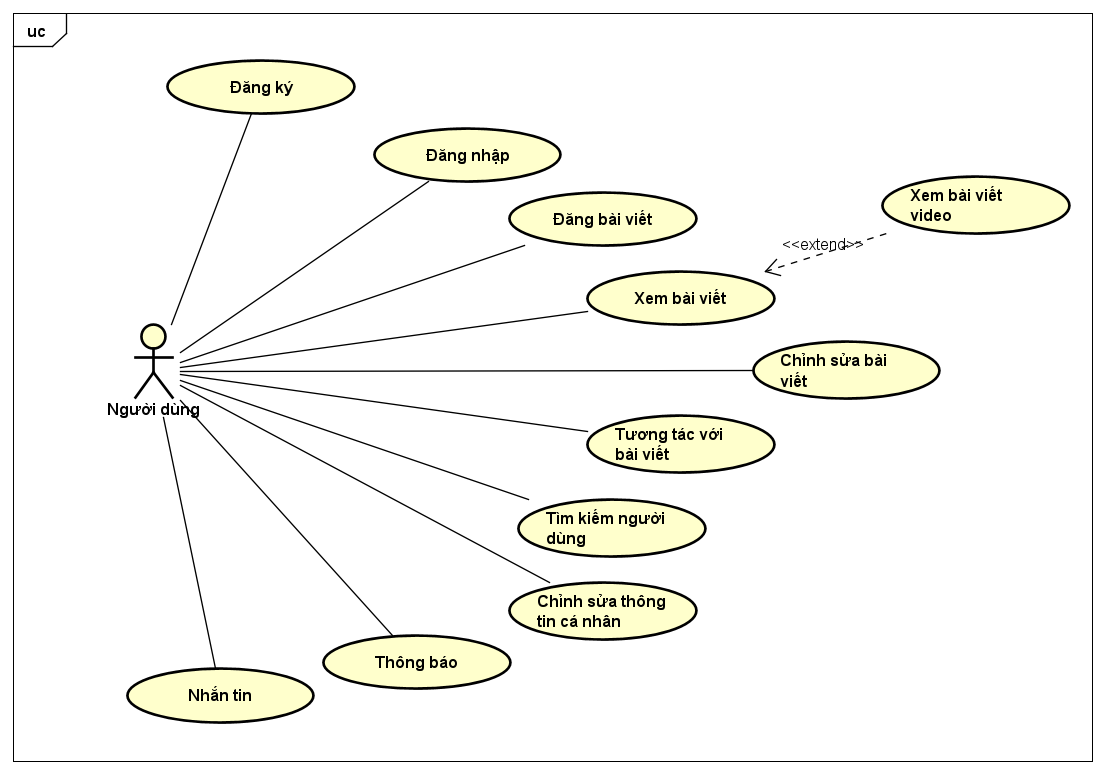 uc
Đăng ký
Đăng nhập
Đăng bài viết
Xem bài viết
video
<<extend>>
Xem bài viết
Chỉnh sửa bài
viết
Người dùng
Tương tác với
bài viết
Tìm kiếm người
dùng
Chỉnh sửa thông
tin cá nhân
Thông báo
Nhắn tin